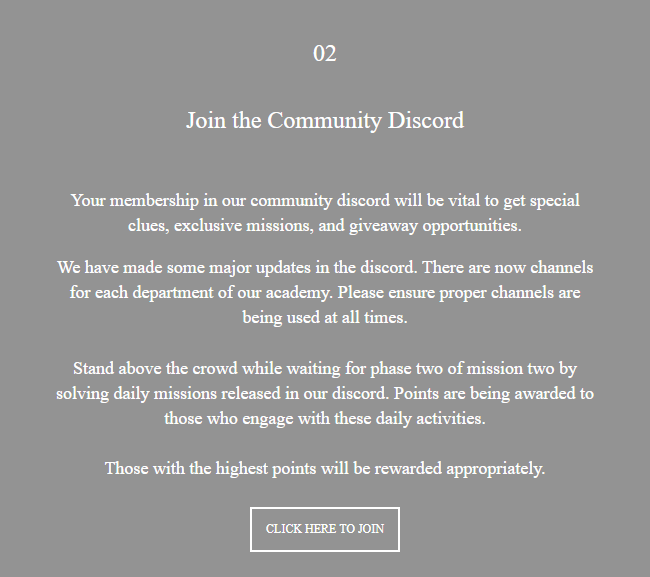 02
Join the Community Discord
Your membership in our community discord will be vital to get special
clues, exclusive missions, and giveaway opportunities.
We have made some major updates in the discord. There are now channels
for each department of our academy. Please ensure proper channels are
being used at all times.
Stand above the crowd while waiting for phase two of mission two by
solving daily missions released in our discord. Points are being awarded to
those who engage with these daily activities.
Those with the highest points will be rewarded appropriately.
CLICK HERE TO JOIN